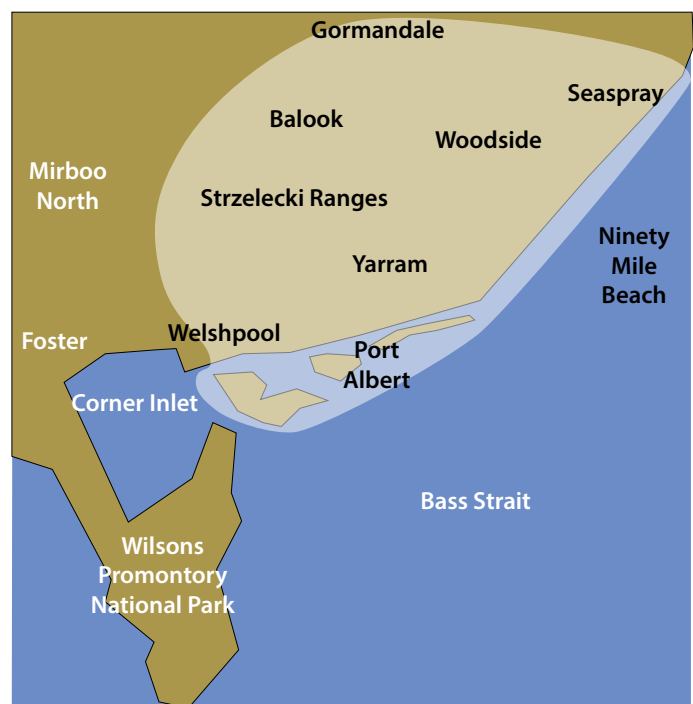 Gormandale
Seaspray
Balook
Woodside
Mirboo
North
Strzelecki Ranges
Ninety
Mile
Beach
Yarram
Welshpool
Foster
Port
Albert
Corner Inlet
Bass Strait
Wilsons
Promontory
National Park